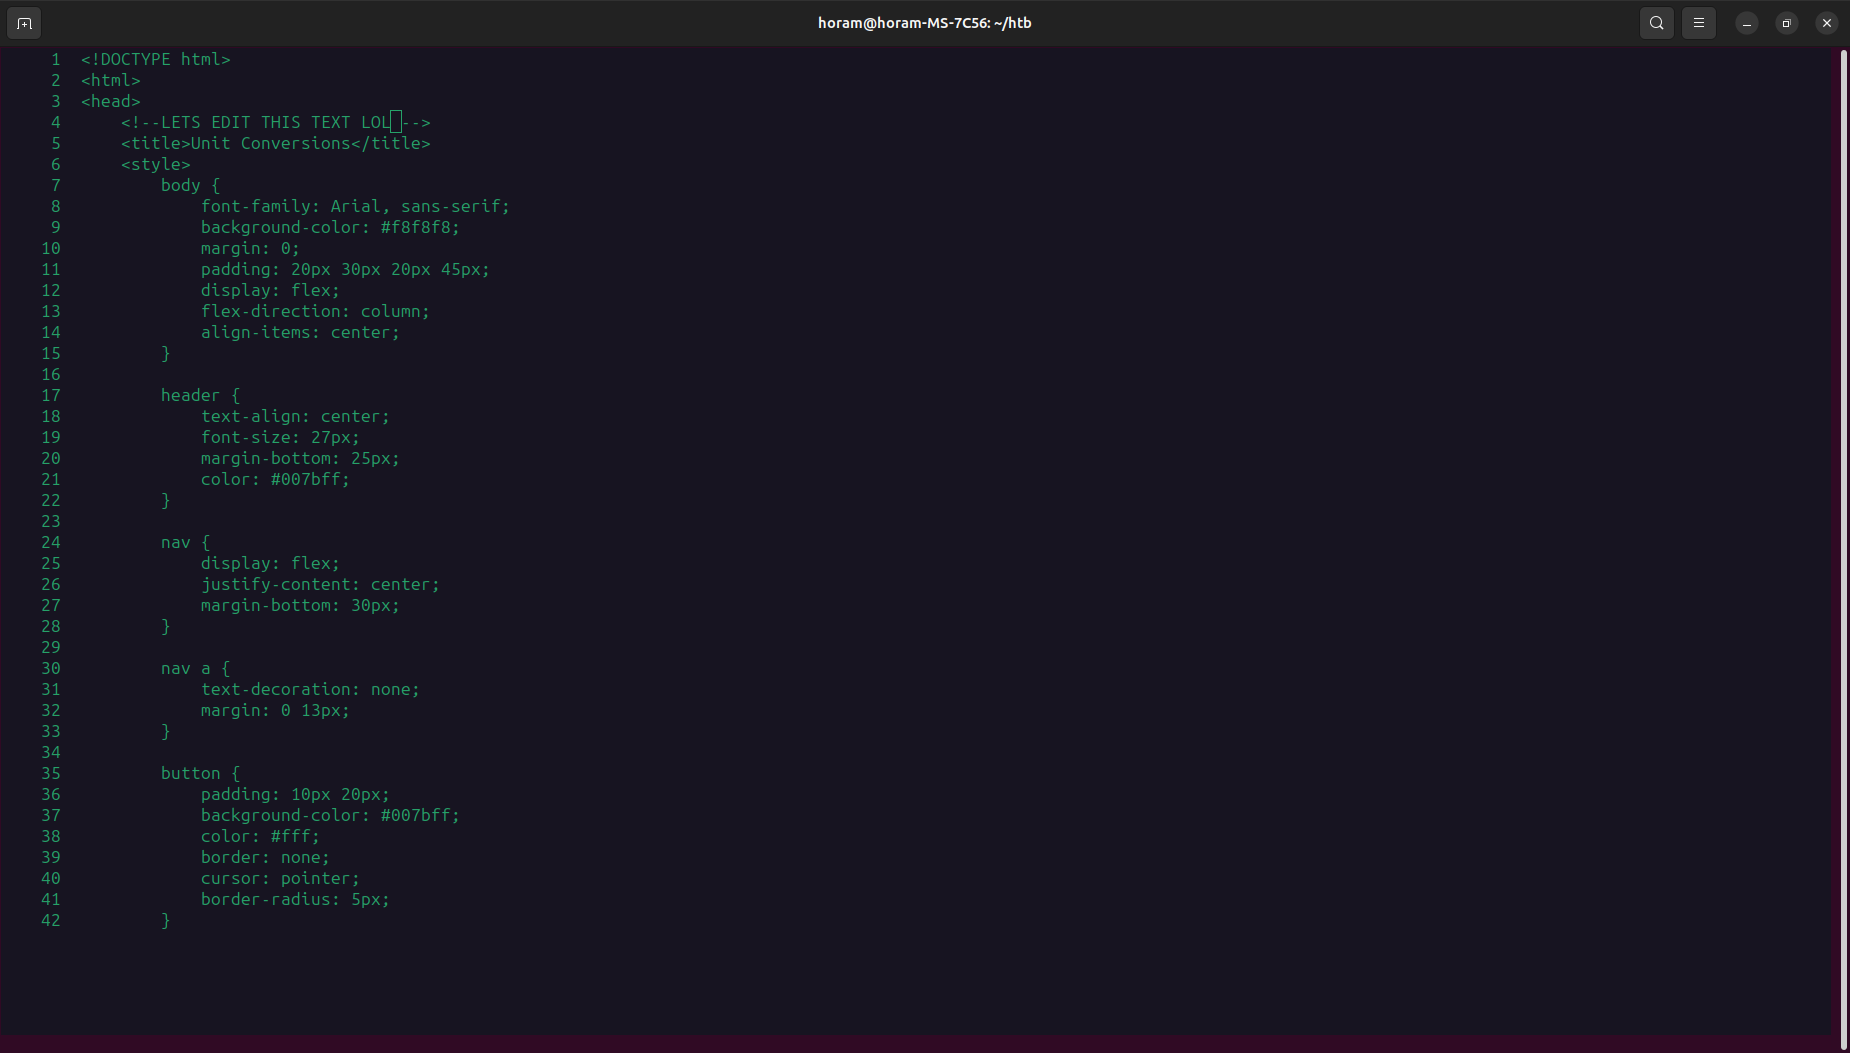 horam@horam-MS-7C56: ~/htb
1 <!DOCTYPE html>
2 <html>
3 <head>
4     <!--LETS EDIT THIS TEXT LOL -->
5     <title>Unit Conversions</title>
6     <style>
7         body {
8             font-family: Arial, sans-serif;
9             background-color: #f8f8f8;
10             margin: 0;
11             padding: 20px 30px 20px 45px;
12             display: flex;
13             flex-direction: column;
14             align-items: center;
15         }
16
17         header {
18             text-align: center;
19             font-size: 27px;
20             margin-bottom: 25px;
21             color: #007bff;
22         }
23
24         nav {
25             display: flex;
26             justify-content: center;
27             margin-bottom: 30px;
28         }
29
30         nav a {
31             text-decoration: none;
32             margin: 0 13px;
33         }
34
35         button {
36             padding: 10px 20px;
37             background-color: #007bff;
38             color: #fff;
39             border: none;
40             cursor: pointer;
41             border-radius: 5px;
42         }